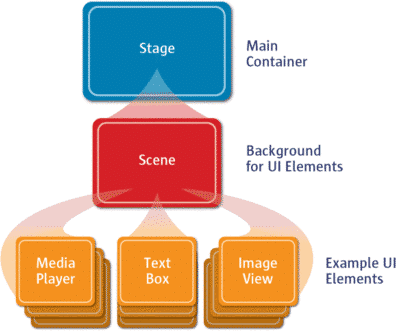 Stage
Main
Container
Scene
Background
for UI Elements
Media
Player
Text
Box
Image
View
Example UI
Elements